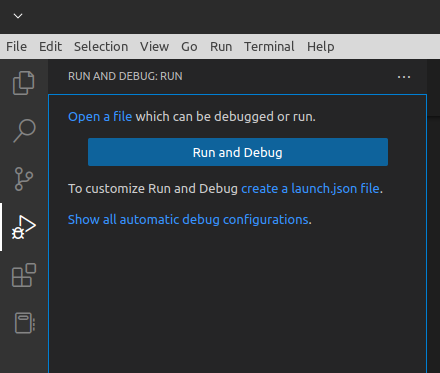 File Edit Selection View Go Run Terminal Help
RUN AND DEBUG: RUN
Open a file which can be debugged or run.
Run and Debug
To customize Run and Debug create a launch.json file.
Show all automatic debug configurations.